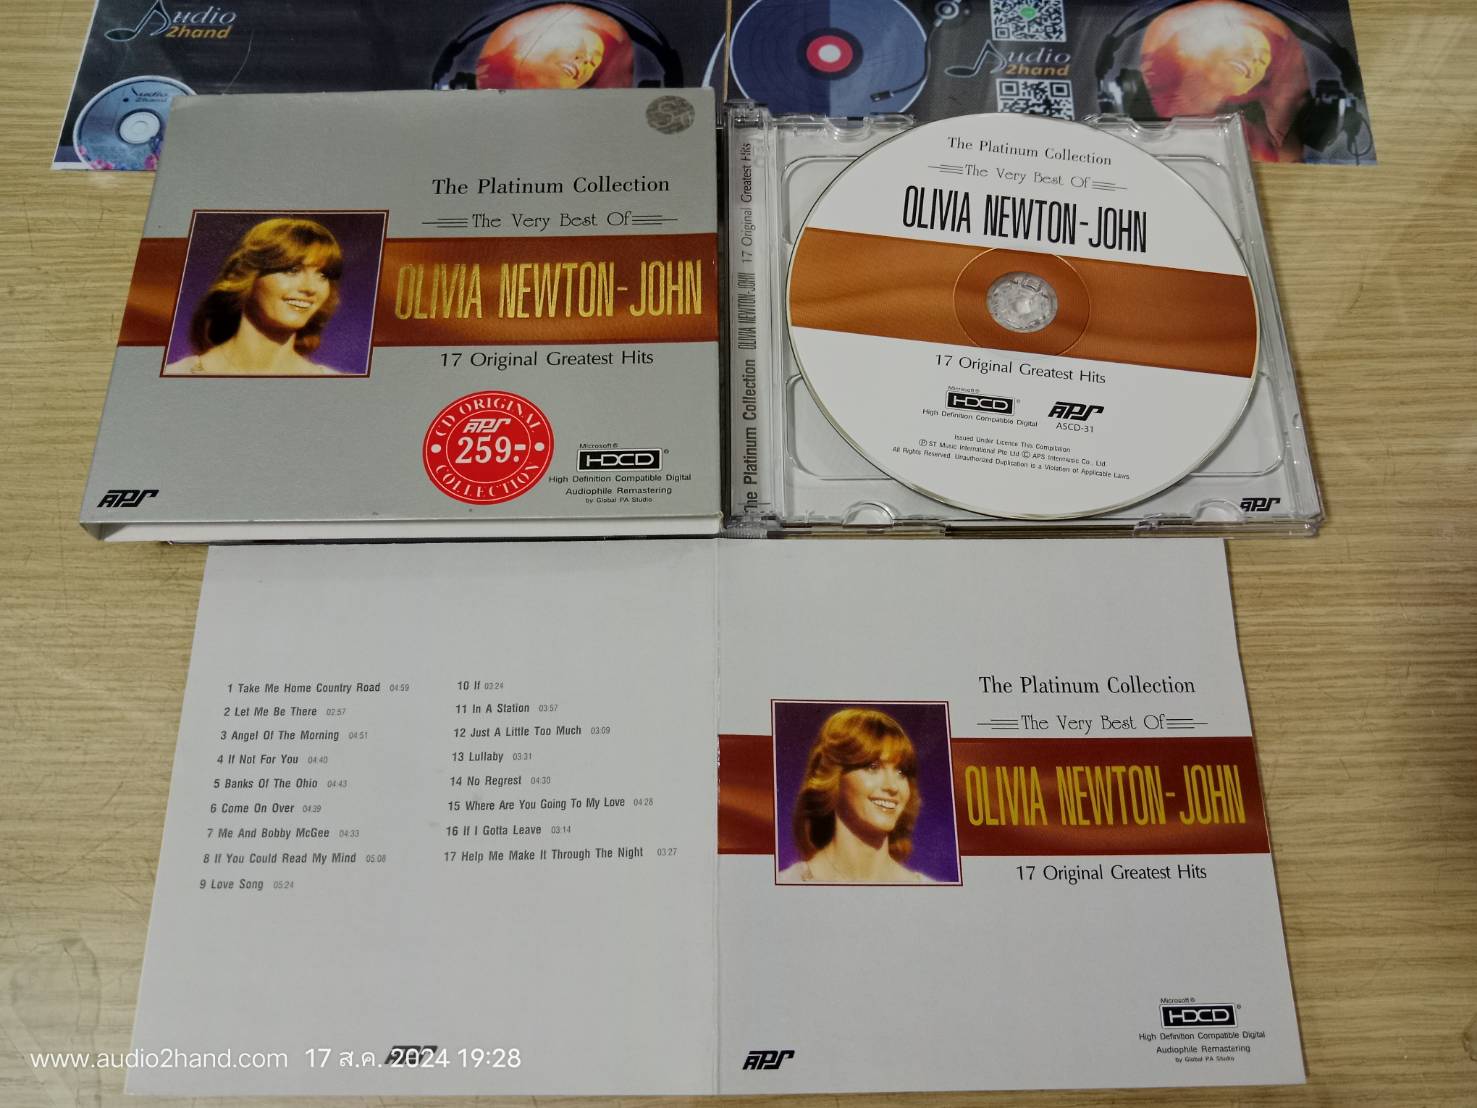 Audio
2hand
Audio
2hand
Audio
2hand
The Platinum Collection
The Very Best Of
OLIVIA NEWTON-JOHN
17 Original Greatest Hits
CD ORIGINAL
APS
259.-
COLLECTION
Microsoft®
HDCD®
High Definition Compatible Digital
Audiophile Remastering
by Global PA Studio
APS
The Platinum Collection OLIVIA NEWTON-JOHN 17 Original Greatest Hits
The Platinum Collection
The Very Best Of
OLIVIA NEWTON-JOHN
17 Original Greatest Hits
Microsoft®
HDCD®
High Definition Compatible Digital
APS
ASCD-31
Issued Under Licence This Compilation
Ⓟ ST Music International Pte Ltd Ⓒ APS Intermusic Co., Ltd.
All Rights Reserved. Unauthorized Duplication is a Violation of Applicable Laws.
APS
1 Take Me Home Country Road 04:59
2 Let Me Be There 02:57
3 Angel Of The Morning 04:51
4 If Not For You 04:40
5 Banks Of The Ohio 04:43
6 Come On Over 04:39
7 Me And Bobby McGee 04:33
8 If You Could Read My Mind 05:08
9 Love Song 05:24
10 If 03:24
11 In A Station 03:57
12 Just A Little Too Much 03:09
13 Lullaby 03:31
14 No Regrest 04:30
15 Where Are You Going To My Love 04:28
16 If I Gotta Leave 03:14
17 Help Me Make It Through The Night 03:27
APS
The Platinum Collection
The Very Best Of
OLIVIA NEWTON-JOHN
17 Original Greatest Hits
Microsoft®
HDCD®
High Definition Compatible Digital
Audiophile Remastering
by Global PA Studio
APS
www.audio2hand.com 17 ส.ค. 2024 19:28